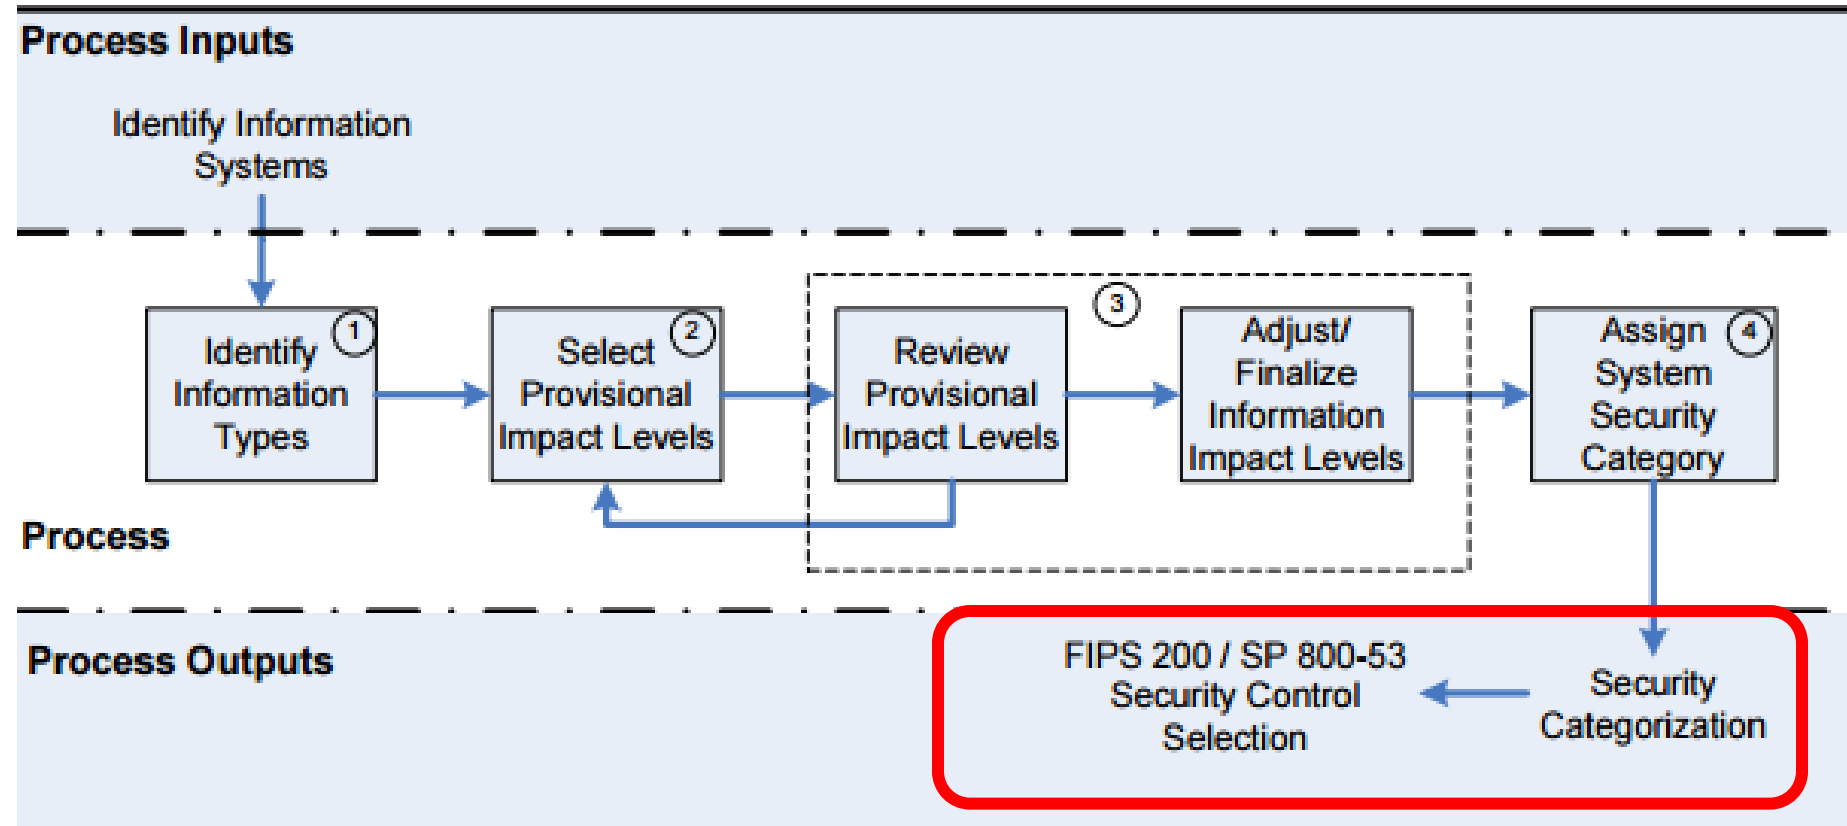 Process Inputs
Identify Information
Systems
1
Identify
Information
Types
2
Select
Provisional
Impact Levels
3
Review
Provisional
Impact Levels
Adjust/
Finalize
Information
Impact Levels
4
Assign
System
Security
Category
Process
Process Outputs
FIPS 200 / SP 800-53
Security Control
Selection
Security
Categorization